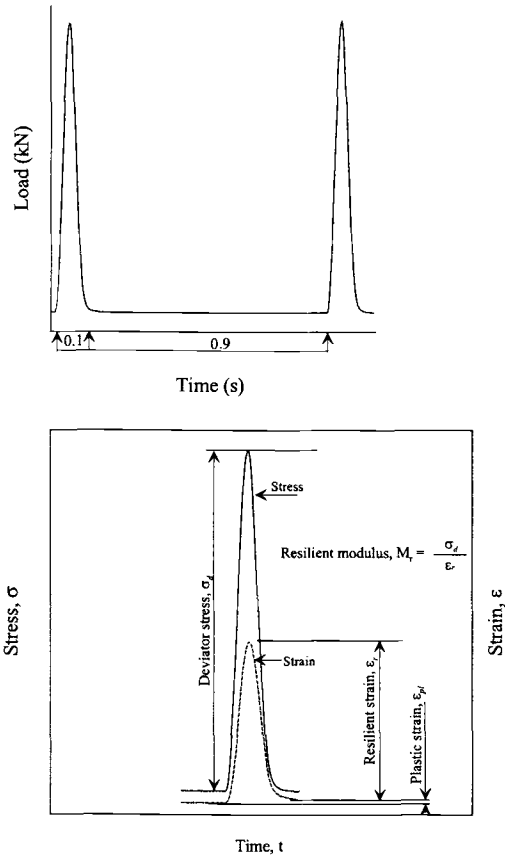 Load (kN)
0.1
0.9
Time (s)
Stress
Resilient modulus, Mr = σd
εr
Stress, σ
Deviator stress, σd
Strain
Resilient strain, εr
Plastic strain, εpl
Strain, ε
Time, t